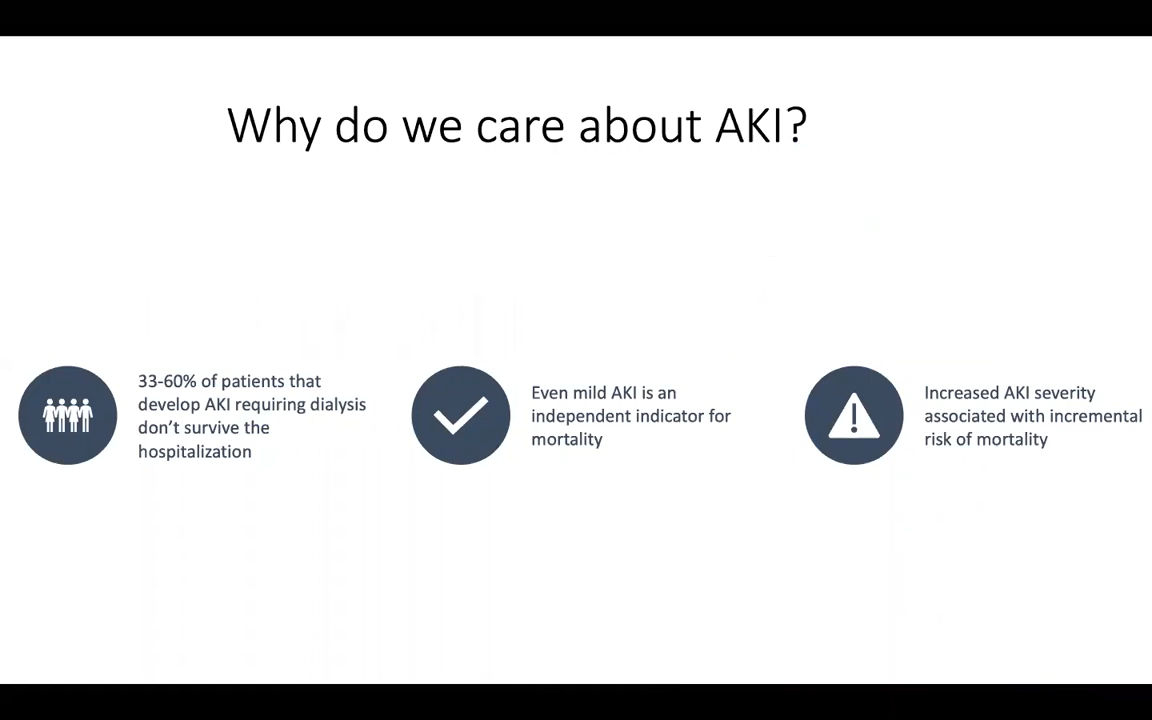 Why do we care about AKI?
33-60% of patients that
develop AKI requiring dialysis
don’t survive the
hospitalization
Even mild AKI is an
independent indicator for
mortality
Increased AKI severity
associated with incremental
risk of mortality